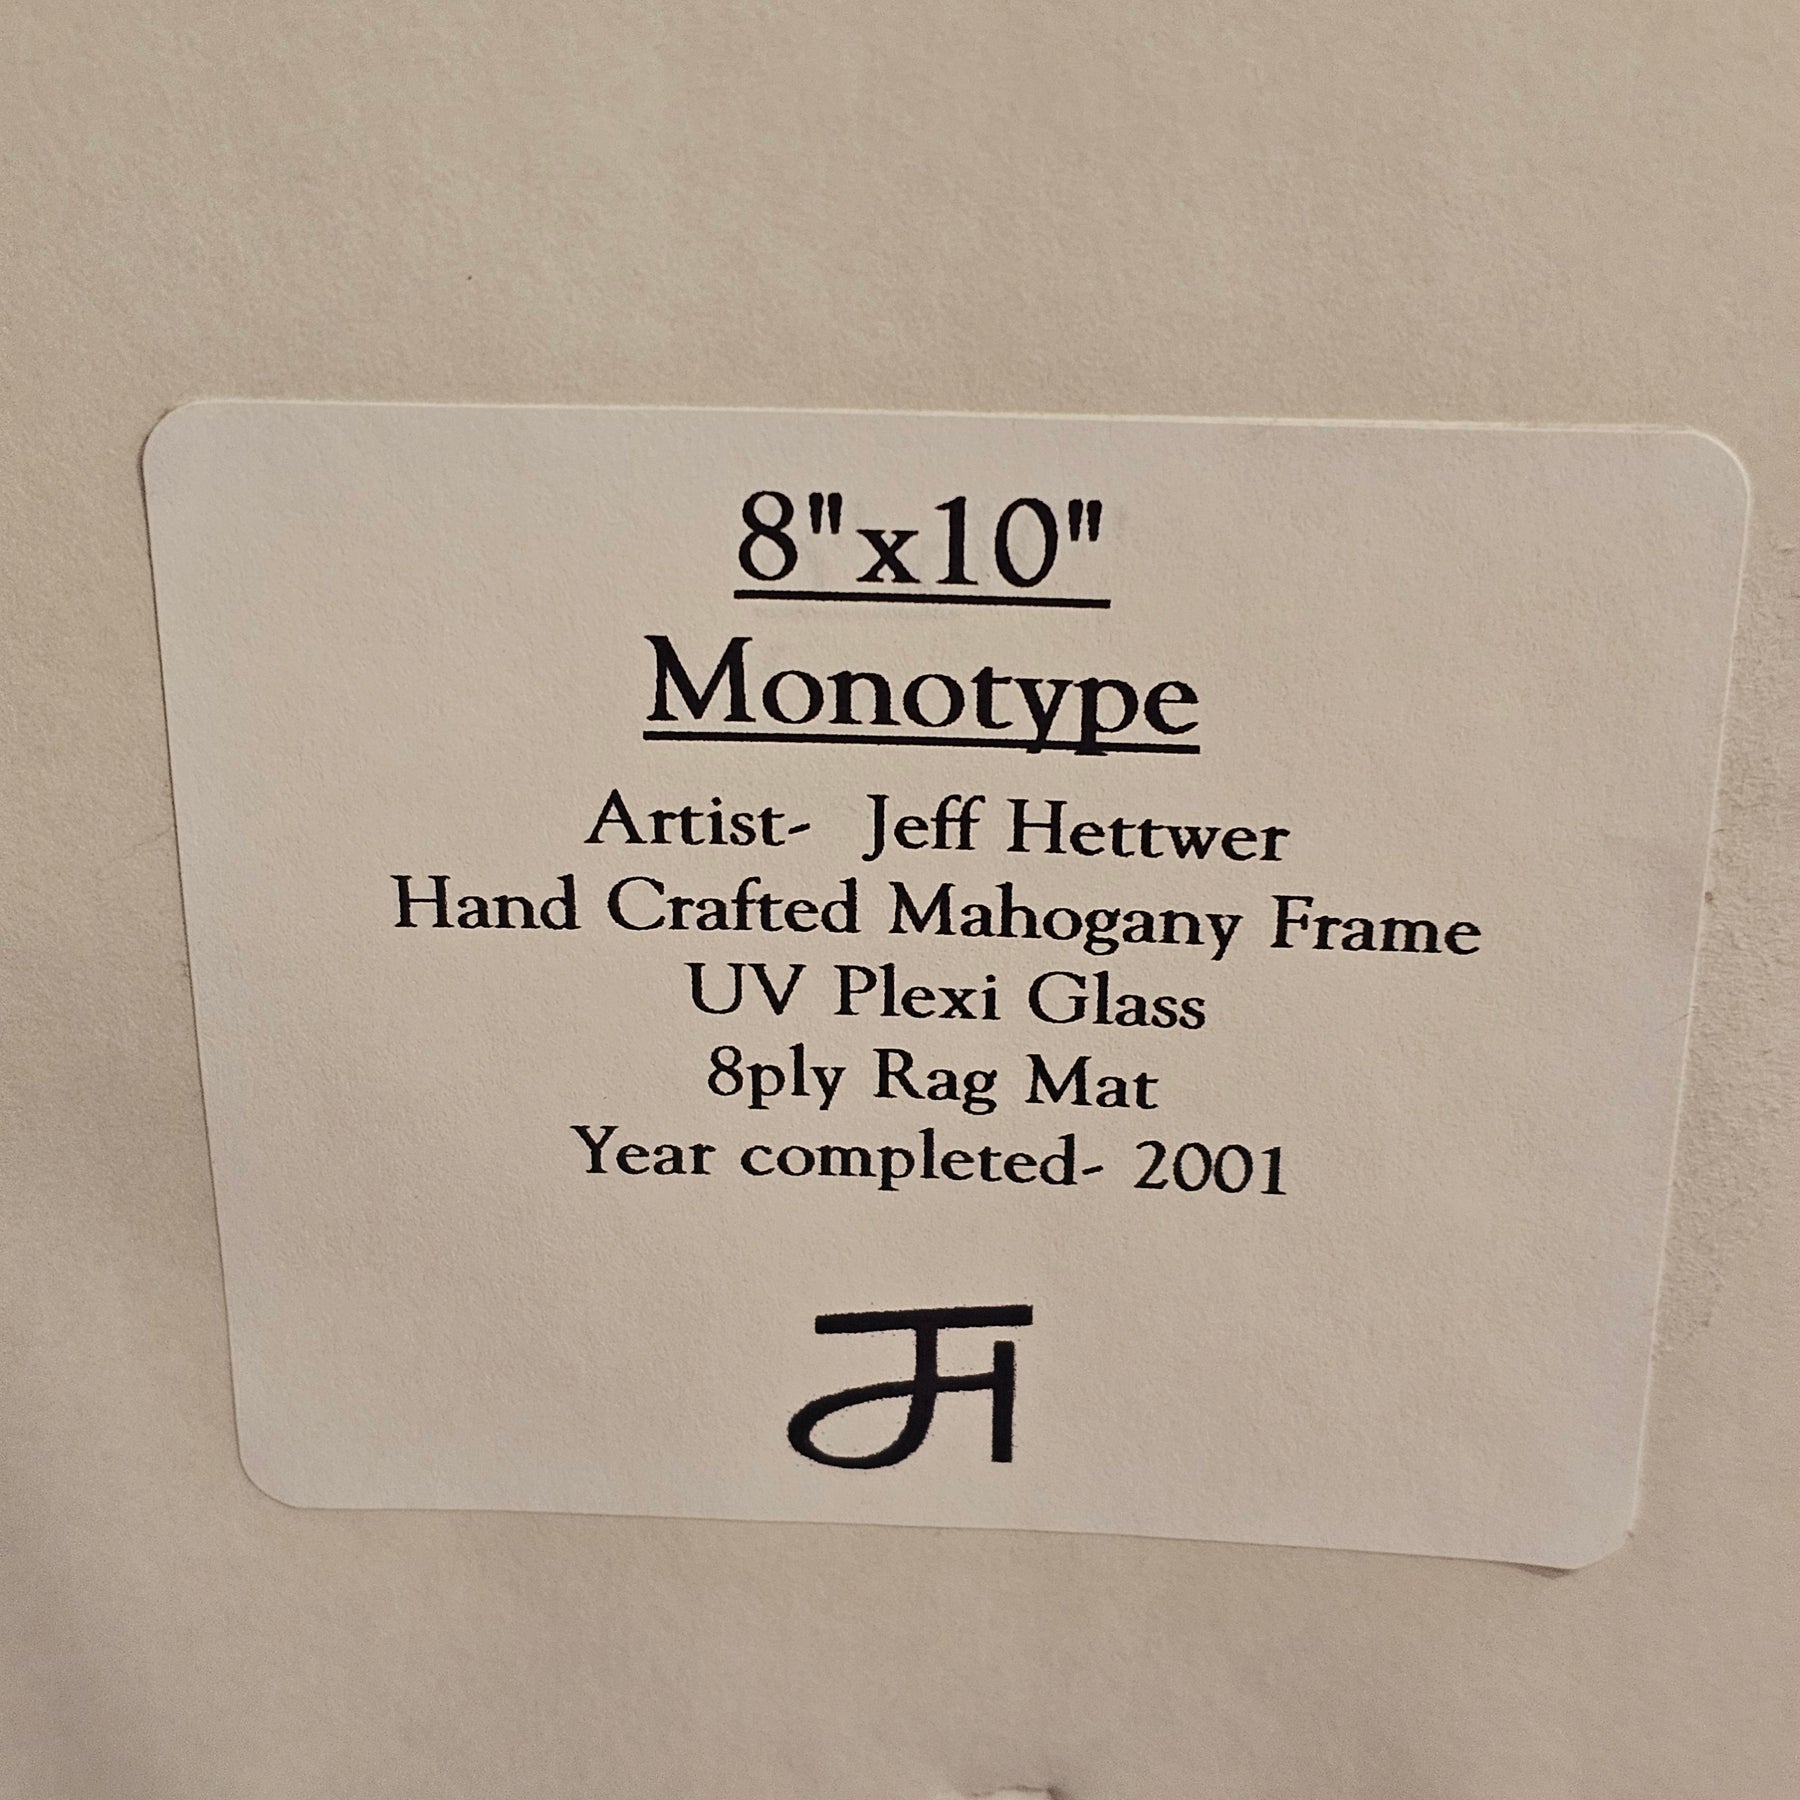 8"x10"
Monotype
Artist- Jeff Hettwer
Hand Crafted Mahogany Frame
UV Plexi Glass
8ply Rag Mat
Year completed- 2001
JH